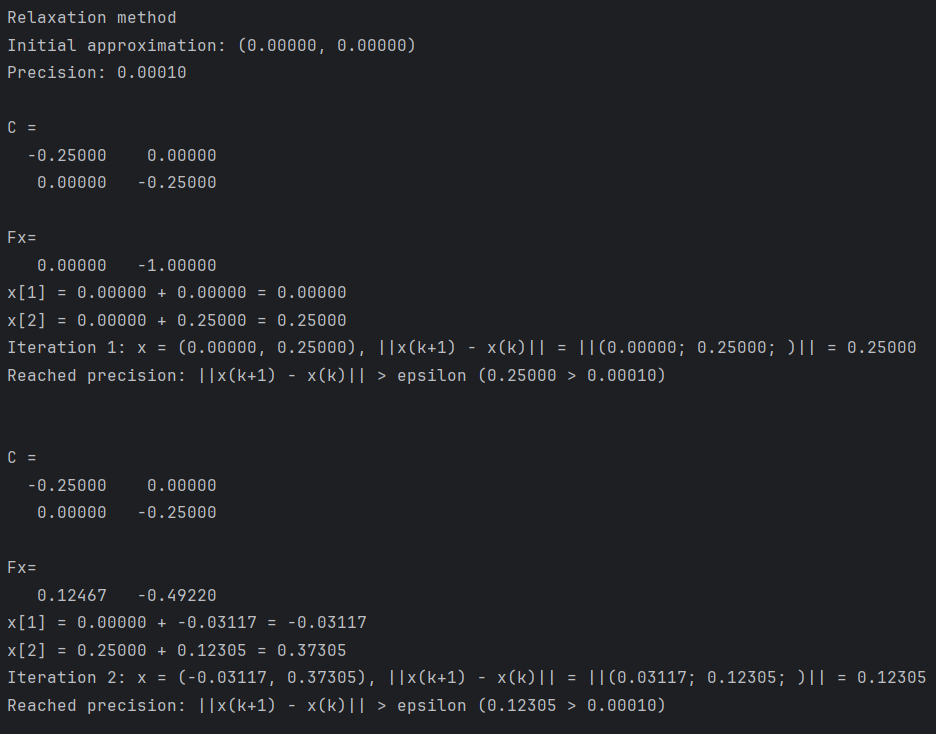 Relaxation method
Initial approximation: (0.00000, 0.00000)
Precision: 0.00010
C =
-0.25000 0.00000
0.00000 -0.25000
Fx=
0.00000 -1.00000
x[1] = 0.00000 + 0.00000 = 0.00000
x[2] = 0.00000 + 0.25000 = 0.25000
Iteration 1: x = (0.00000, 0.25000), ||x(k+1) - x(k)|| = ||(0.00000; 0.25000; )|| = 0.25000
Reached precision: ||x(k+1) - x(k)|| > epsilon (0.25000 > 0.00010)
C =
-0.25000 0.00000
0.00000 -0.25000
Fx=
0.12467 -0.49220
x[1] = 0.00000 + -0.03117 = -0.03117
x[2] = 0.25000 + 0.12305 = 0.37305
Iteration 2: x = (-0.03117, 0.37305), ||x(k+1) - x(k)|| = ||(0.03117; 0.12305; )|| = 0.12305
Reached precision: ||x(k+1) - x(k)|| > epsilon (0.12305 > 0.00010)